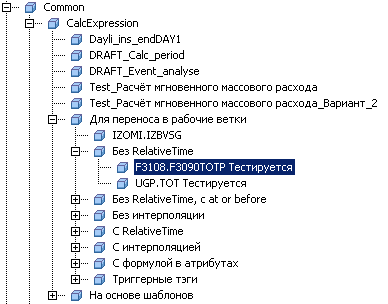 Common
CalcExpression
Dayli_ins_endDAY1
DRAFT_Calc_period
DRAFT_Event_analyse
Test_Расчёт мгновенного массового расхода
Test_Расчёт мгновенного массового расхода_Вариант_2
Для переноса в рабочие ветки
IZOMI.IZBVSG
Без RelativeTime
F3108.F3090TOTP Тестируется
UGP.TOT Тестируется
Без RelativeTime, с at or before
Без интерполяции
С RelativeTime
С интерполяцией
С формулой в атрибутах
Триггерные тэги
На основе шаблонов